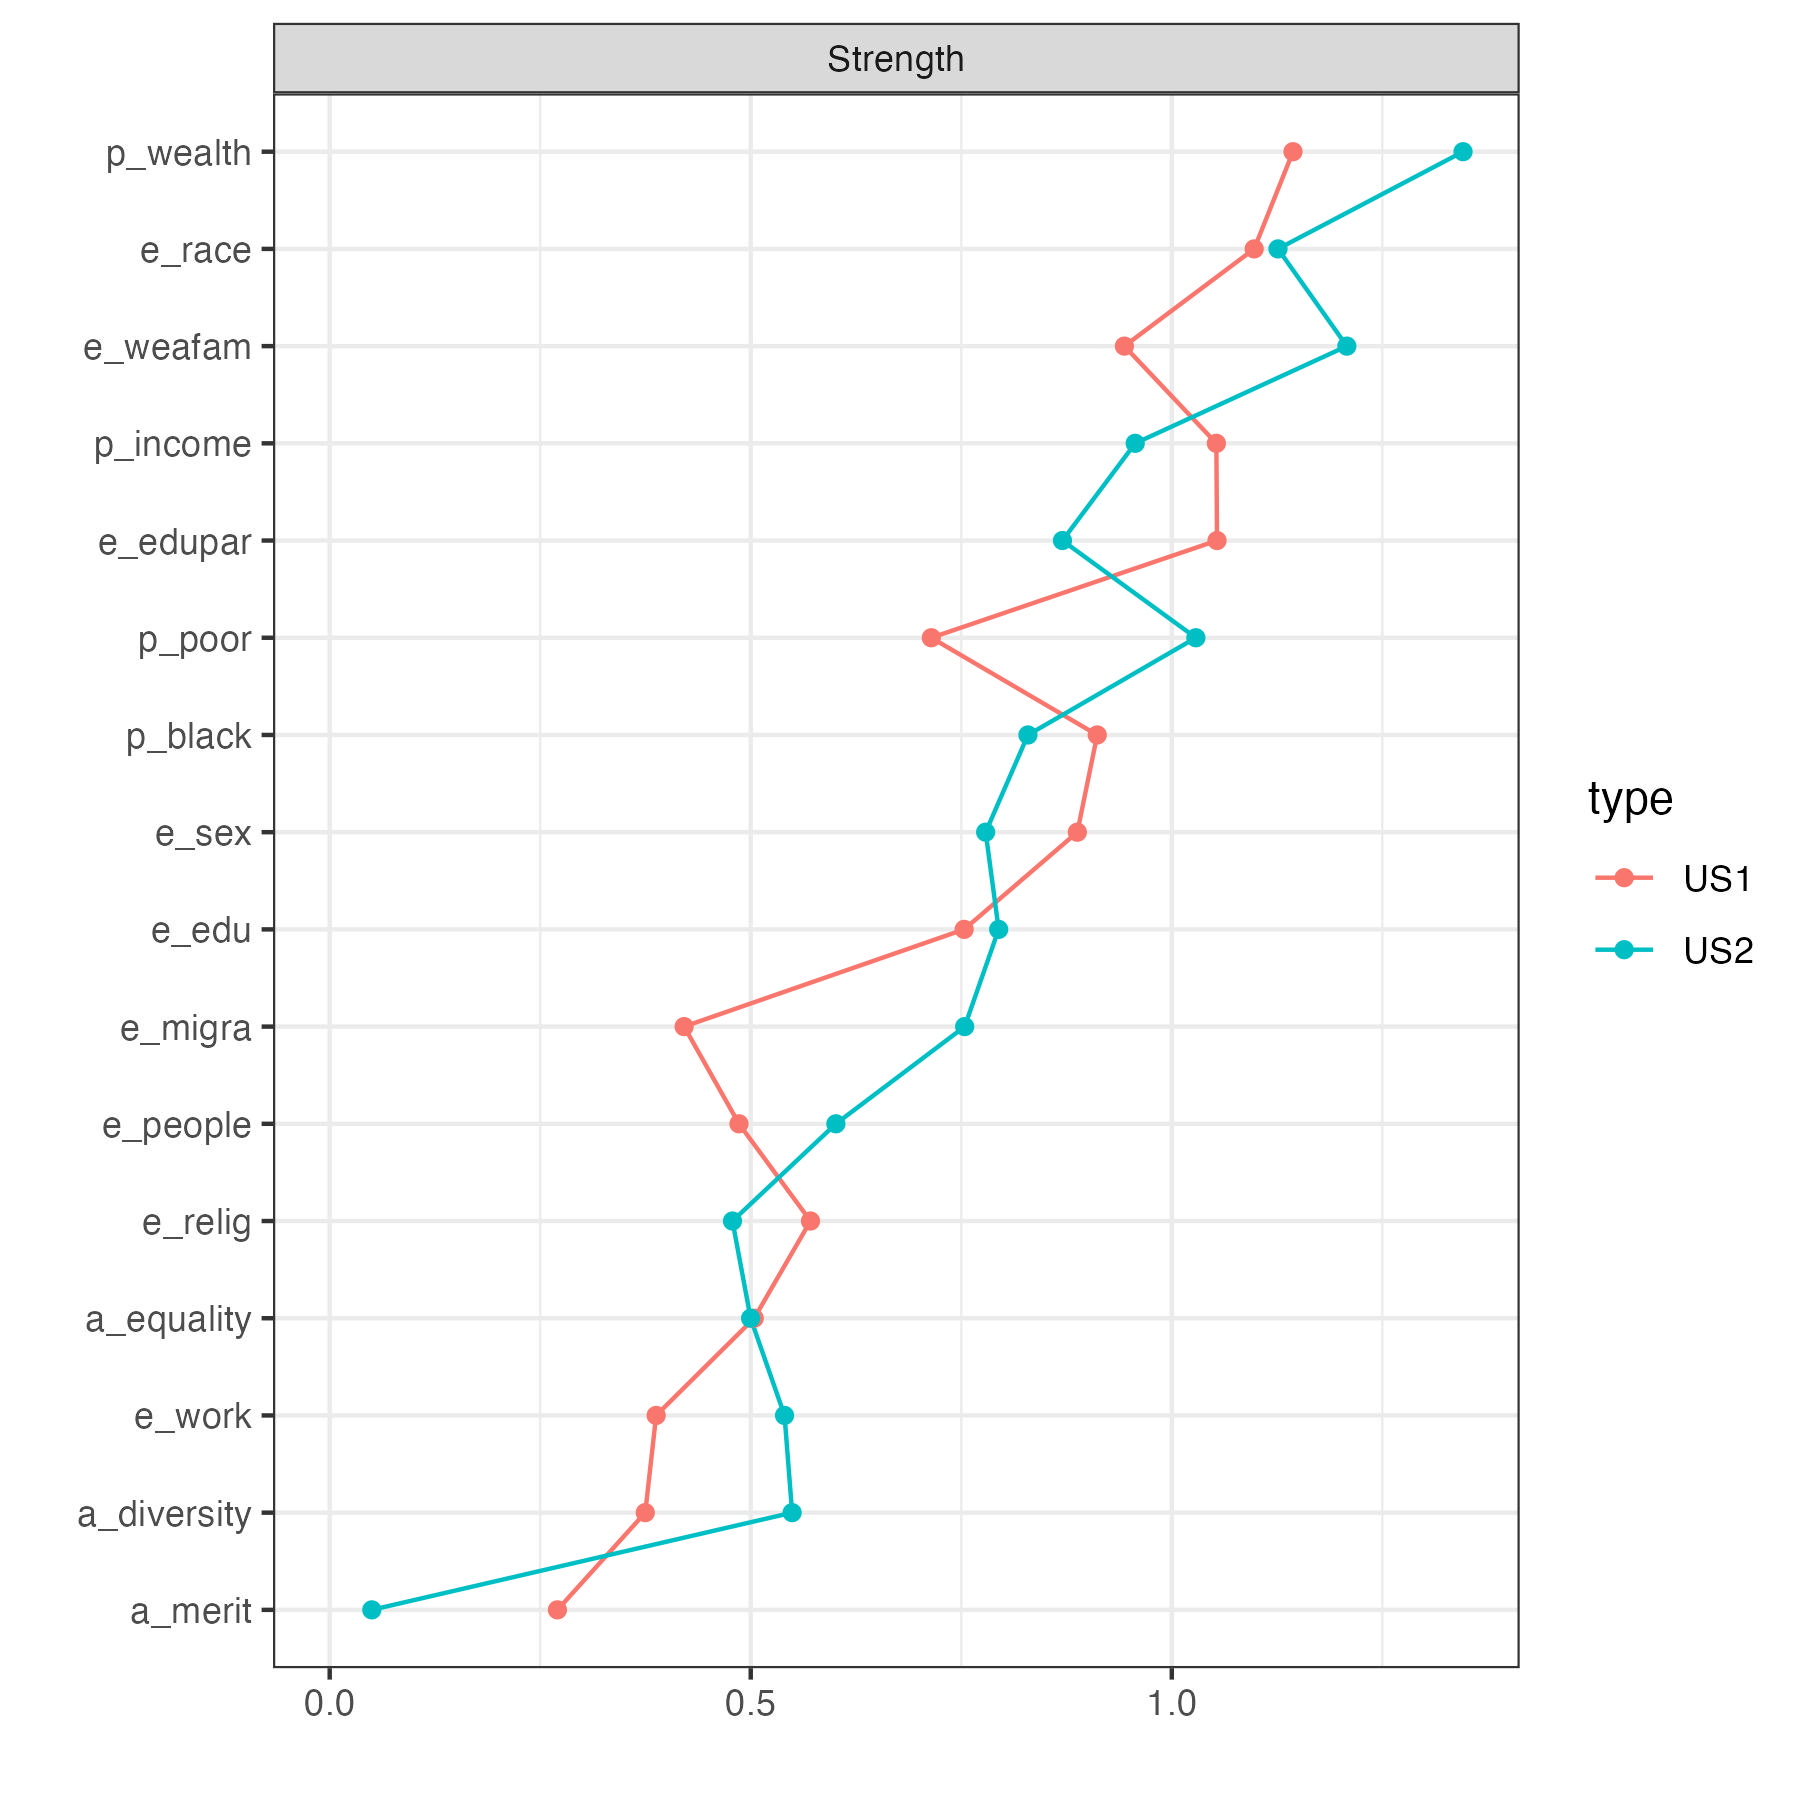 Strength
p_wealth
e_race
e_weafam
p_income
e_edupar
p_poor
p_black
e_sex
e_edu
e_migra
e_people
e_relig
a_equality
e_work
a_diversity
a_merit
0.0 0.5 1.0
type
US1
US2